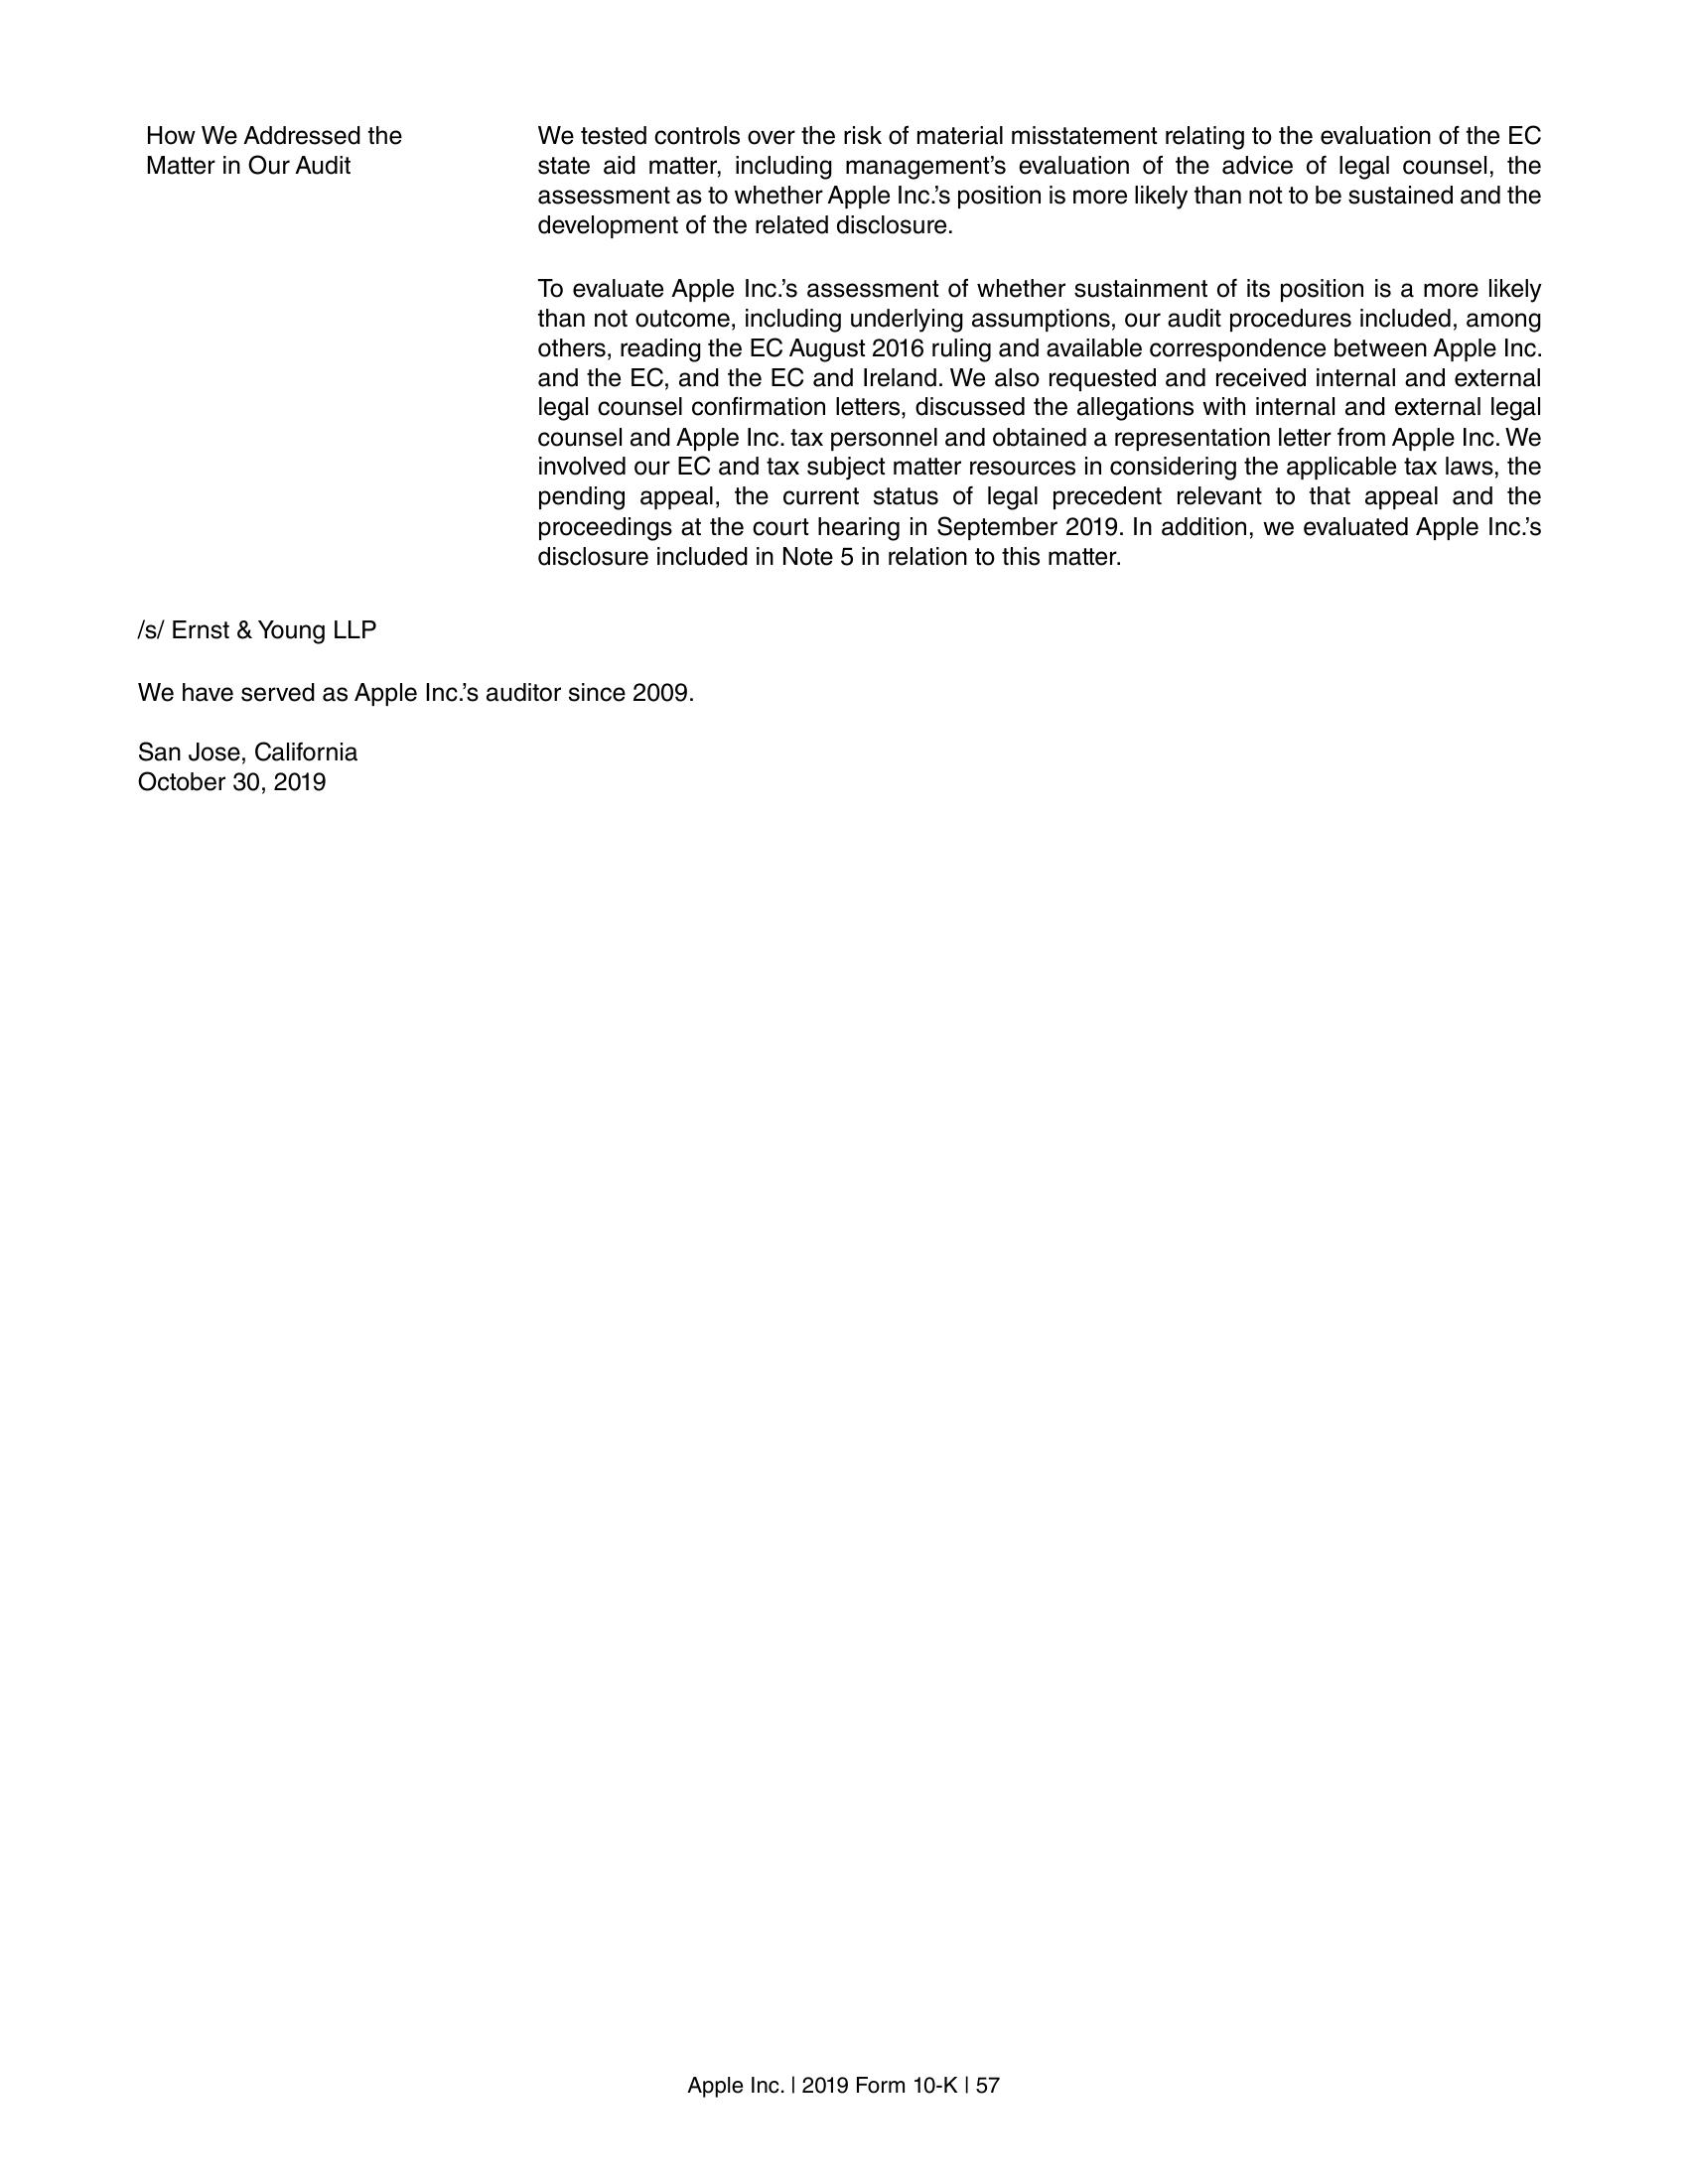 How We Addressed the
Matter in Our Audit
We tested controls over the risk of material misstatement relating to the evaluation of the EC
state aid matter, including management’s evaluation of the advice of legal counsel, the
assessment as to whether Apple Inc.’s position is more likely than not to be sustained and the
development of the related disclosure.
To evaluate Apple Inc.’s assessment of whether sustainment of its position is a more likely
than not outcome, including underlying assumptions, our audit procedures included, among
others, reading the EC August 2016 ruling and available correspondence between Apple Inc.
and the EC, and the EC and Ireland. We also requested and received internal and external
legal counsel confirmation letters, discussed the allegations with internal and external legal
counsel and Apple Inc. tax personnel and obtained a representation letter from Apple Inc. We
involved our EC and tax subject matter resources in considering the applicable tax laws, the
pending appeal, the current status of legal precedent relevant to that appeal and the
proceedings at the court hearing in September 2019. In addition, we evaluated Apple Inc.’s
disclosure included in Note 5 in relation to this matter.
/s/ Ernst & Young LLP
We have served as Apple Inc.’s auditor since 2009.
San Jose, California
October 30, 2019
Apple Inc. | 2019 Form 10-K | 57